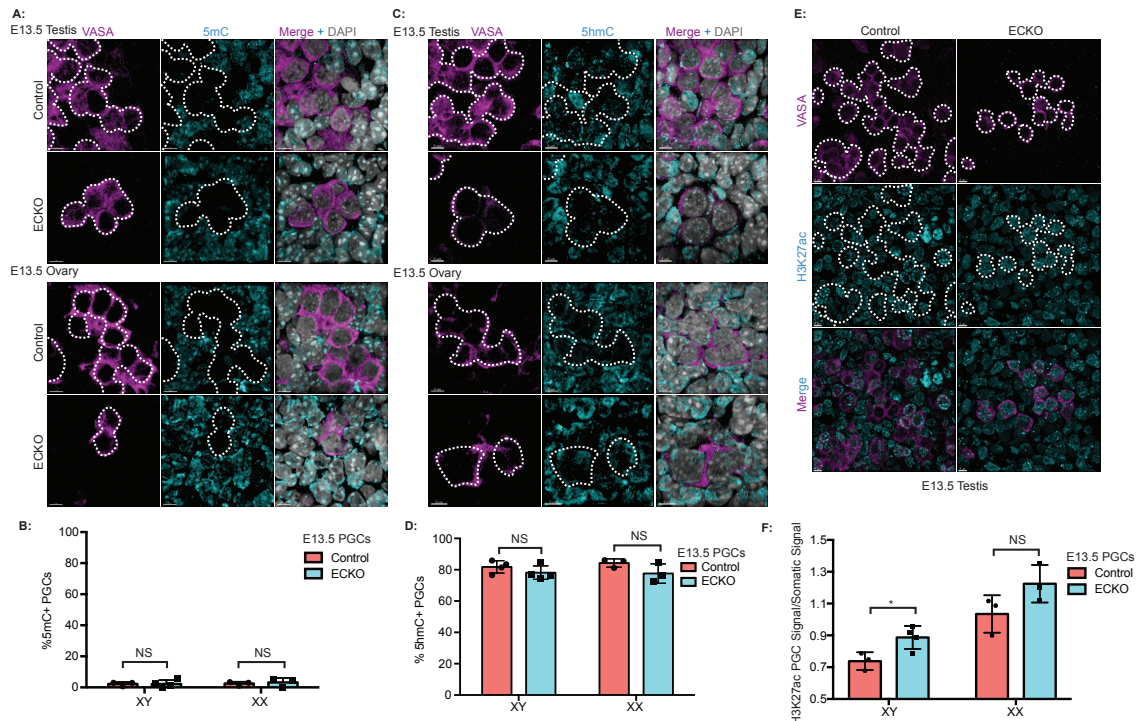 A:
E13.5 Testis VASA 5mC Merge + DAPI
Control
ECKO
E13.5 Ovary
Control
ECKO
B:
%5mC+ PGCs
100
80
60
40
20
0
NS
NS
XY
XX
E13.5 PGCs
Control
ECKO
C:
E13.5 Testis VASA 5hmC Merge + DAPI
E13.5 Ovary
D:
% 5hmC+ PGCs
100
80
60
40
20
0
NS
NS
XY
XX
E13.5 PGCs
Control
ECKO
E:
Control ECKO
VASA
H3K27ac
Merge
E13.5 Testis
F:
H3K27ac PGC Signal/Somatic Signal
1.5
1.3
1.1
0.9
0.7
0.5
*
NS
XY
XX
E13.5 PGCs
Control
ECKO